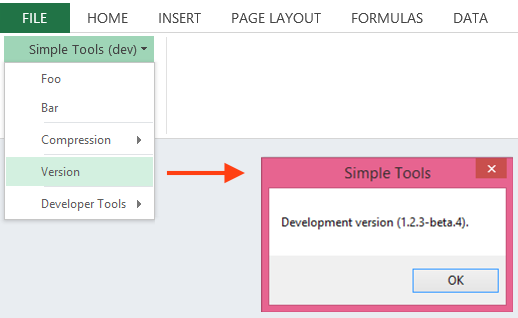 FILE HOME INSERT PAGE LAYOUT FORMULAS DATA
Simple Tools (dev)
Foo
Bar
Compression
Version
Developer Tools
Simple Tools
Development version (1.2.3-beta.4).
OK